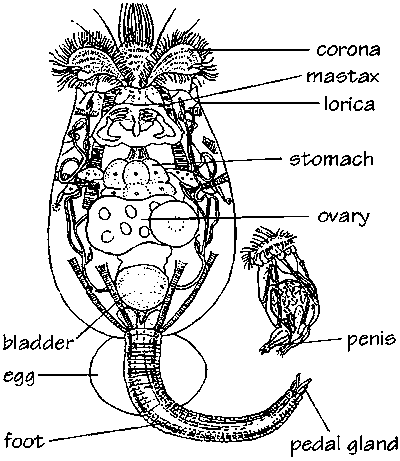 corona
mastax
lorica
stomach
ovary
bladder
penis
egg
foot
pedal gland